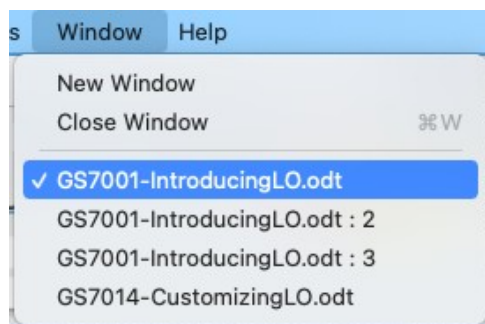 s Window Help
New Window
Close Window ⌘W
✓ GS7001-IntroducingLO.odt
GS7001-IntroducingLO.odt : 2
GS7001-IntroducingLO.odt : 3
GS7014-CustomizingLO.odt